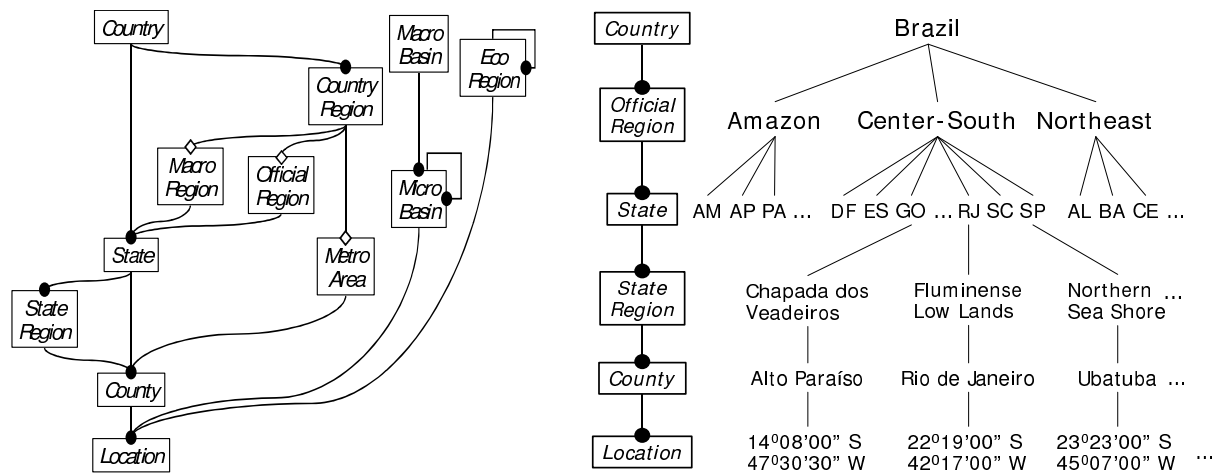 Country
Macro
Basin
Eco
Region
Country
Region
Macro
Region
Official
Region
Micro
Basin
State
Metro
Area
State
Region
County
Location
Country
Official
Region
State
State
Region
County
Location
Brazil
Amazon Center-South Northeast
AM AP PA ... DF ES GO ... RJ SC SP AL BA CE ...
Chapada dos
Veadeiros
Fluminense
Low Lands
Northern ...
Sea Shore
Alto Paraíso Rio de Janeiro Ubatuba ...
14⁰08'00" S
47⁰30'30" W
22⁰19'00" S
42⁰17'00" W
23⁰23'00" S
45⁰07'00" W
...